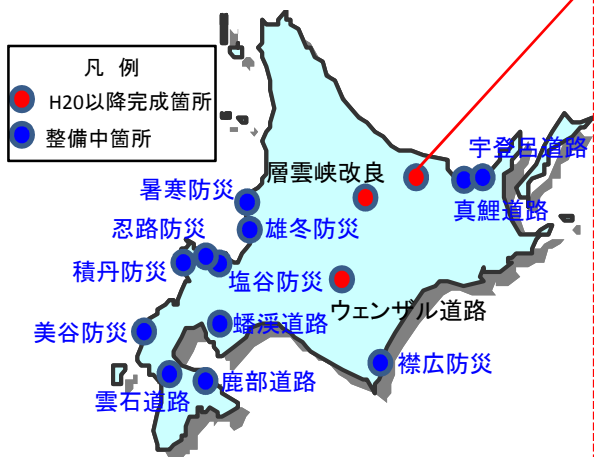 凡 例
H20以降完成箇所
整備中箇所
宇登呂道路
層雲峡改良
真鯉道路
暑寒防災
忍路防災
雄冬防災
積丹防災
塩谷防災
ウェンザル道路
蟠渓道路
美谷防災
襟広防災
鹿部道路
雲石道路